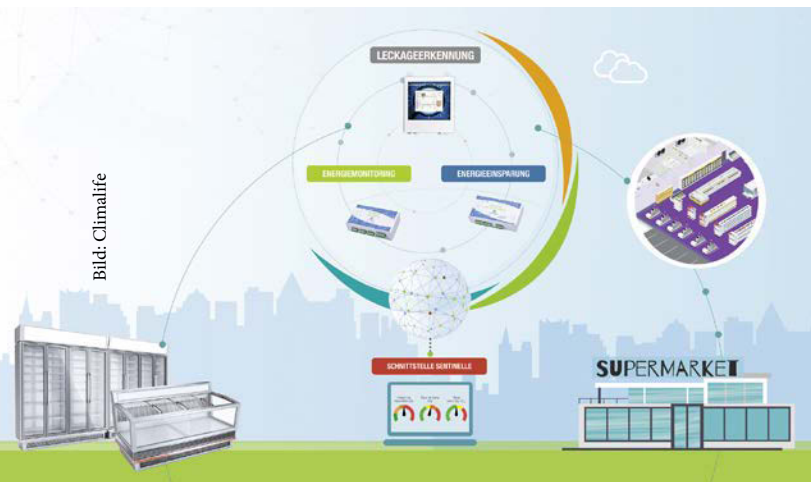 LECKAGEERKENNUNG
ENERGIEMONITORING
ENERGIEEINSPARUNG
Bild: Climalife
SCHNITTSTELLE SENTINELLE
SUPERMARKET